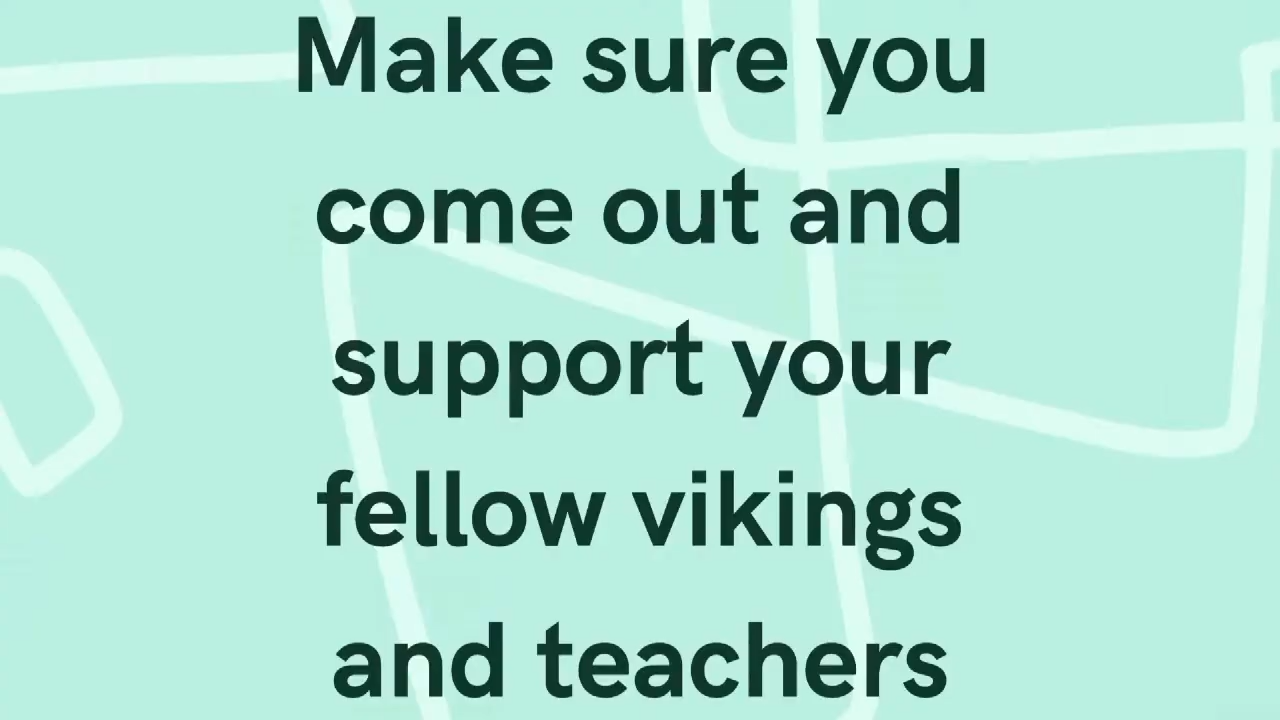 Make sure you
come out and
support your
fellow vikings
and teachers